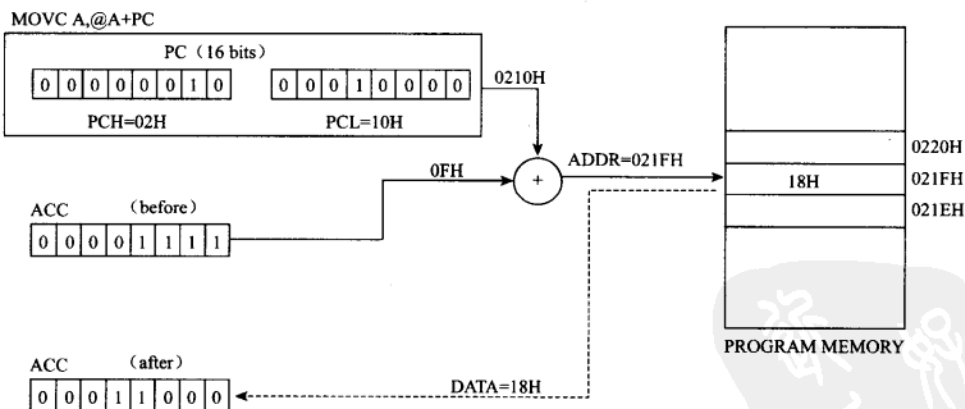 MOVC A,@A+PC
PC（16 bits）
0 0 0 0 0 0 1 0
0 0 0 1 0 0 0 0
0210H
PCH=02H
PCL=10H
0FH
+
ADDR=021FH
0220H
18H
021FH
021EH
ACC （before）
0 0 0 0 1 1 1 1
PROGRAM MEMORY
ACC （after）
0 0 0 1 1 0 0 0
DATA=18H